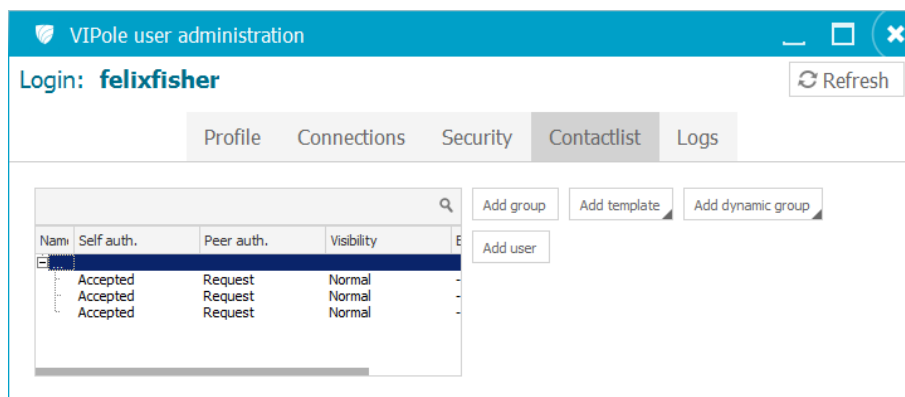 VIPole user administration
Login: felixfisher
Refresh
Profile Connections Security Contactlist Logs
Add group Add template Add dynamic group
Name Self auth. Peer auth. Visibility
Add user
Accepted Request Normal -
Accepted Request Normal -
Accepted Request Normal -